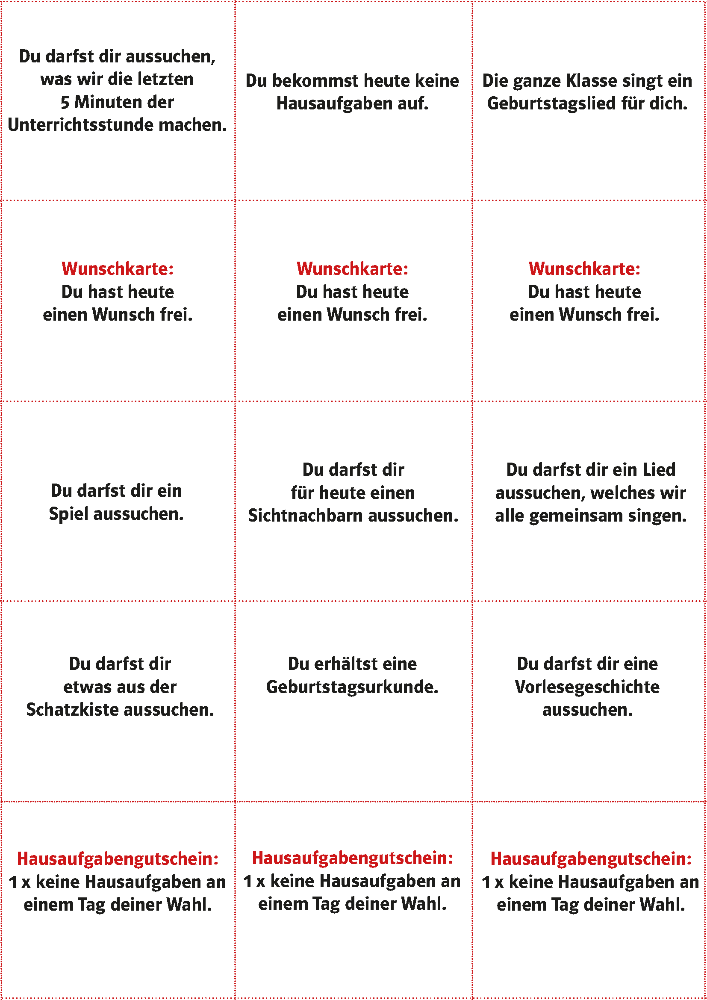 Du darfst dir aussuchen,
was wir die letzten
5 Minuten der
Unterrichtsstunde machen.
Du bekommst heute keine
Hausaufgaben auf.
Die ganze Klasse singt ein
Geburtstagslied für dich.
Wunschkarte:
Du hast heute
einen Wunsch frei.
Wunschkarte:
Du hast heute
einen Wunsch frei.
Wunschkarte:
Du hast heute
einen Wunsch frei.
Du darfst dir ein
Spiel aussuchen.
Du darfst dir
für heute einen
Sichtnachbarn aussuchen.
Du darfst dir ein Lied
aussuchen, welches wir
alle gemeinsam singen.
Du darfst dir
etwas aus der
Schatzkiste aussuchen.
Du erhältst eine
Geburtstagsurkunde.
Du darfst dir eine
Vorlesegeschichte
aussuchen.
Hausaufgabengutschein:
1 x keine Hausaufgaben an
einem Tag deiner Wahl.
Hausaufgabengutschein:
1 x keine Hausaufgaben an
einem Tag deiner Wahl.
Hausaufgabengutschein:
1 x keine Hausaufgaben an
einem Tag deiner Wahl.